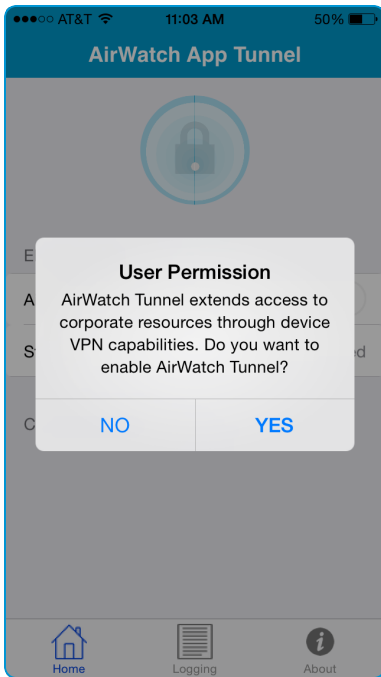 AT&T 11:03 AM 50%
AirWatch App Tunnel
E
User Permission
A
AirWatch Tunnel extends access to
corporate resources through device
S
VPN capabilities. Do you want to
enable AirWatch Tunnel?
C
NO YES
Home Logging About